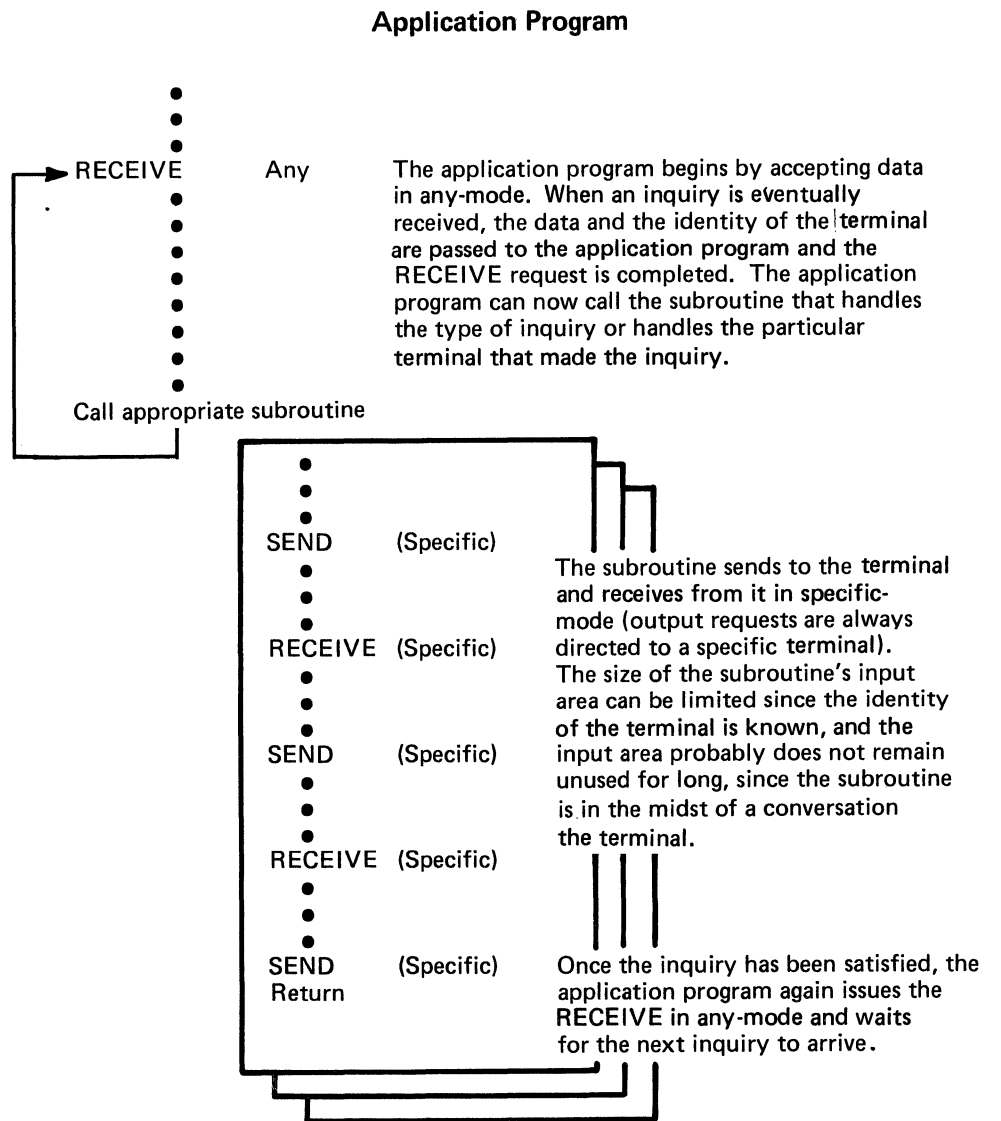 Application Program
RECEIVE Any
The application program begins by accepting data
in any-mode. When an inquiry is eventually
received, the data and the identity of the terminal
are passed to the application program and the
RECEIVE request is completed. The application
program can now call the subroutine that handles
the type of inquiry or handles the particular
terminal that made the inquiry.
Call appropriate subroutine
SEND (Specific)
The subroutine sends to the terminal
and receives from it in specific-
mode (output requests are always
directed to a specific terminal).
RECEIVE (Specific)
The size of the subroutine's input
area can be limited since the identity
of the terminal is known, and the
SEND (Specific)
input area probably does not remain
unused for long, since the subroutine
is in the midst of a conversation
the terminal.
RECEIVE (Specific)
SEND (Specific)
Return
Once the inquiry has been satisfied, the
application program again issues the
RECEIVE in any-mode and waits
for the next inquiry to arrive.